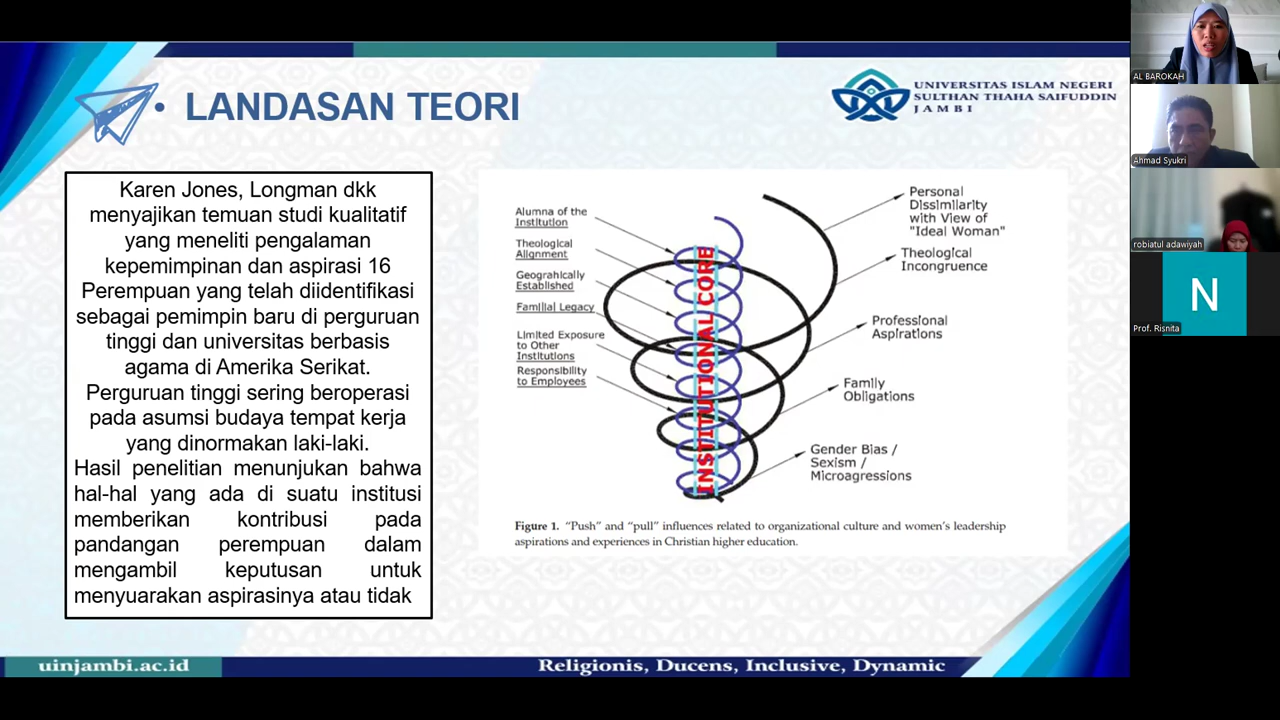 • LANDASAN TEORI
UNIVERSITAS ISLAM NEGERI
SULTHAN THAHA SAIFUDDIN
JAMBI
Karen Jones, Longman dkk
menyajikan temuan studi kualitatif
yang meneliti pengalaman
kepemimpinan dan aspirasi 16
Perempuan yang telah diidentifikasi
sebagai pemimpin baru di perguruan
tinggi dan universitas berbasis
agama di Amerika Serikat.
Perguruan tinggi sering beroperasi
pada asumsi budaya tempat kerja
yang dinormakan laki-laki.
Hasil penelitian menunjukan bahwa
hal-hal yang ada di suatu institusi
memberikan kontribusi pada
pandangan perempuan dalam
mengambil keputusan untuk
menyuarakan aspirasinya atau tidak
Alumna of the
Institution
Theological
Alignment
Geograhically
Established
Familial Legacy
Limited Exposure
to Other
Institutions
Responsibility
to Employees
INSTITUTIONAL CORE
Personal
Dissimilarity
with View of
"Ideal Woman"
Theological
Incongruence
Professional
Aspirations
Family
Obligations
Gender Bias /
Sexism /
Microagressions
Figure 1. “Push” and “pull” influences related to organizational culture and women’s leadership
aspirations and experiences in Christian higher education.
uinjambi.ac.id
Religionis, Ducens, Inclusive, Dynamic
AL BAROKAH
Ahmad Syukri
robiatul adawiyah
N
Prof. Risnita